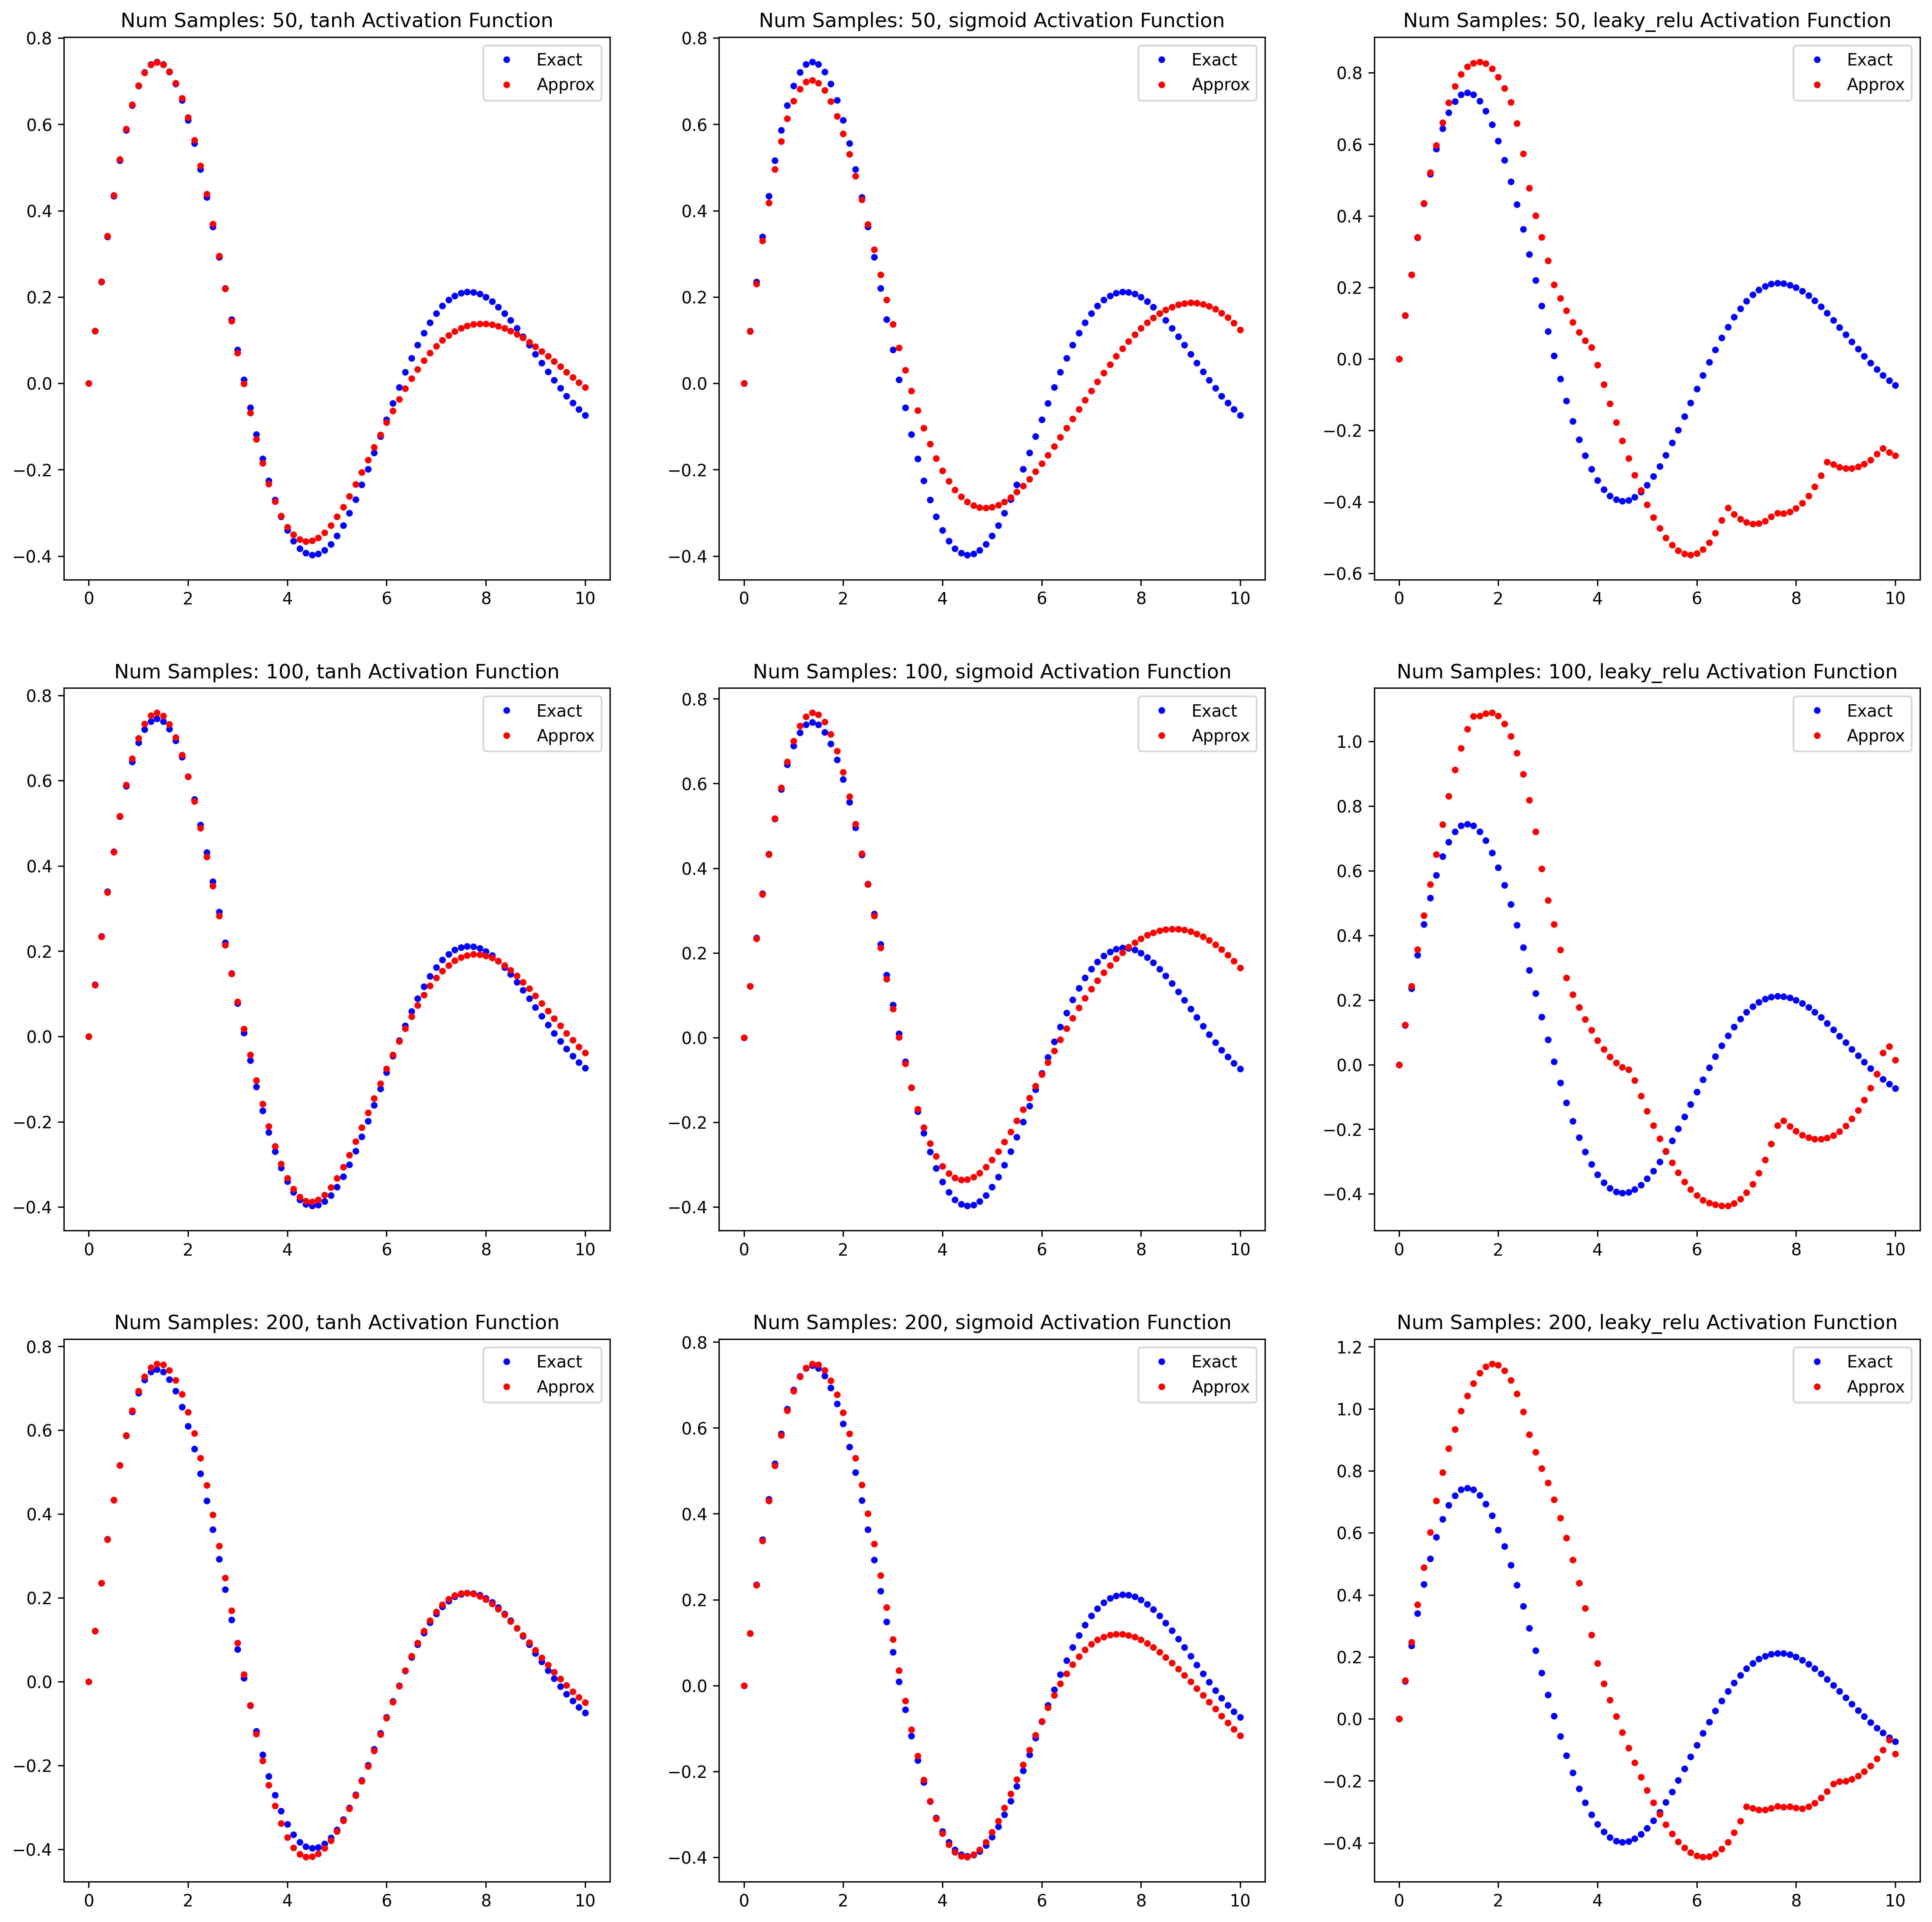 Num Samples: 50, tanh Activation Function
Exact
Approx
0.8
0.6
0.4
0.2
0.0
−0.2
−0.4
0 2 4 6 8 10
Num Samples: 50, sigmoid Activation Function
Exact
Approx
0.8
0.6
0.4
0.2
0.0
−0.2
−0.4
0 2 4 6 8 10
Num Samples: 50, leaky_relu Activation Function
Exact
Approx
0.8
0.6
0.4
0.2
0.0
−0.2
−0.4
−0.6
0 2 4 6 8 10
Num Samples: 100, tanh Activation Function
Exact
Approx
0.8
0.6
0.4
0.2
0.0
−0.2
−0.4
0 2 4 6 8 10
Num Samples: 100, sigmoid Activation Function
Exact
Approx
0.8
0.6
0.4
0.2
0.0
−0.2
−0.4
0 2 4 6 8 10
Num Samples: 100, leaky_relu Activation Function
Exact
Approx
1.0
0.8
0.6
0.4
0.2
0.0
−0.2
−0.4
0 2 4 6 8 10
Num Samples: 200, tanh Activation Function
Exact
Approx
0.8
0.6
0.4
0.2
0.0
−0.2
−0.4
0 2 4 6 8 10
Num Samples: 200, sigmoid Activation Function
Exact
Approx
0.8
0.6
0.4
0.2
0.0
−0.2
−0.4
0 2 4 6 8 10
Num Samples: 200, leaky_relu Activation Function
Exact
Approx
1.2
1.0
0.8
0.6
0.4
0.2
0.0
−0.2
−0.4
0 2 4 6 8 10